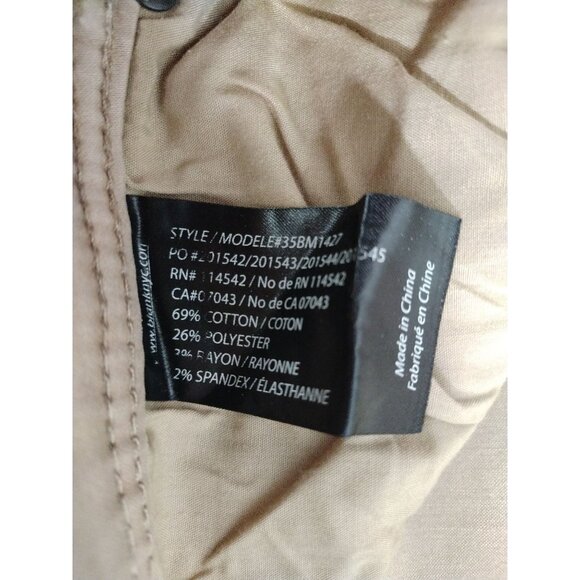 www.blanknyc.com
STYLE / MODELE#35BM1427
PO #201542/201543/201544/201545
RN# 114542 / No de RN 114542
CA#07043 / No de CA 07043
69% COTTON / COTON
26% POLYESTER
3% RAYON / RAYONNE
2% SPANDEX / ÉLASTHANNE
Made in China
Fabriqué en Chine